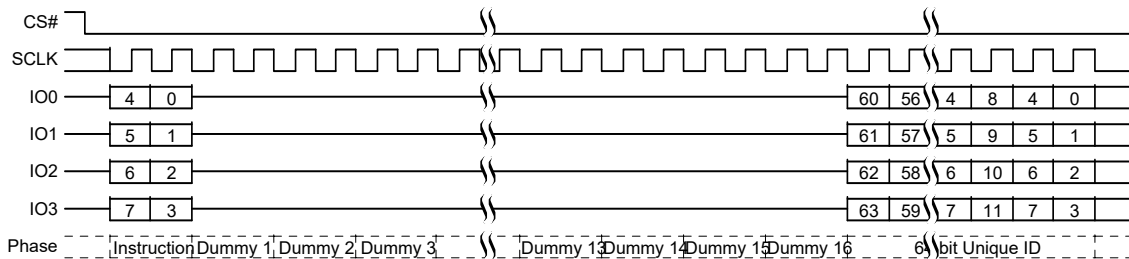 CS#
SCLK
IO0 4 0 60 56 4 8 4 0
IO1 5 1 61 57 5 9 5 1
IO2 6 2 62 58 6 10 6 2
IO3 7 3 63 59 7 11 7 3
Phase Instruction Dummy 1 Dummy 2 Dummy 3 Dummy 13 Dummy 14 Dummy 15 Dummy 16 64-bit Unique ID